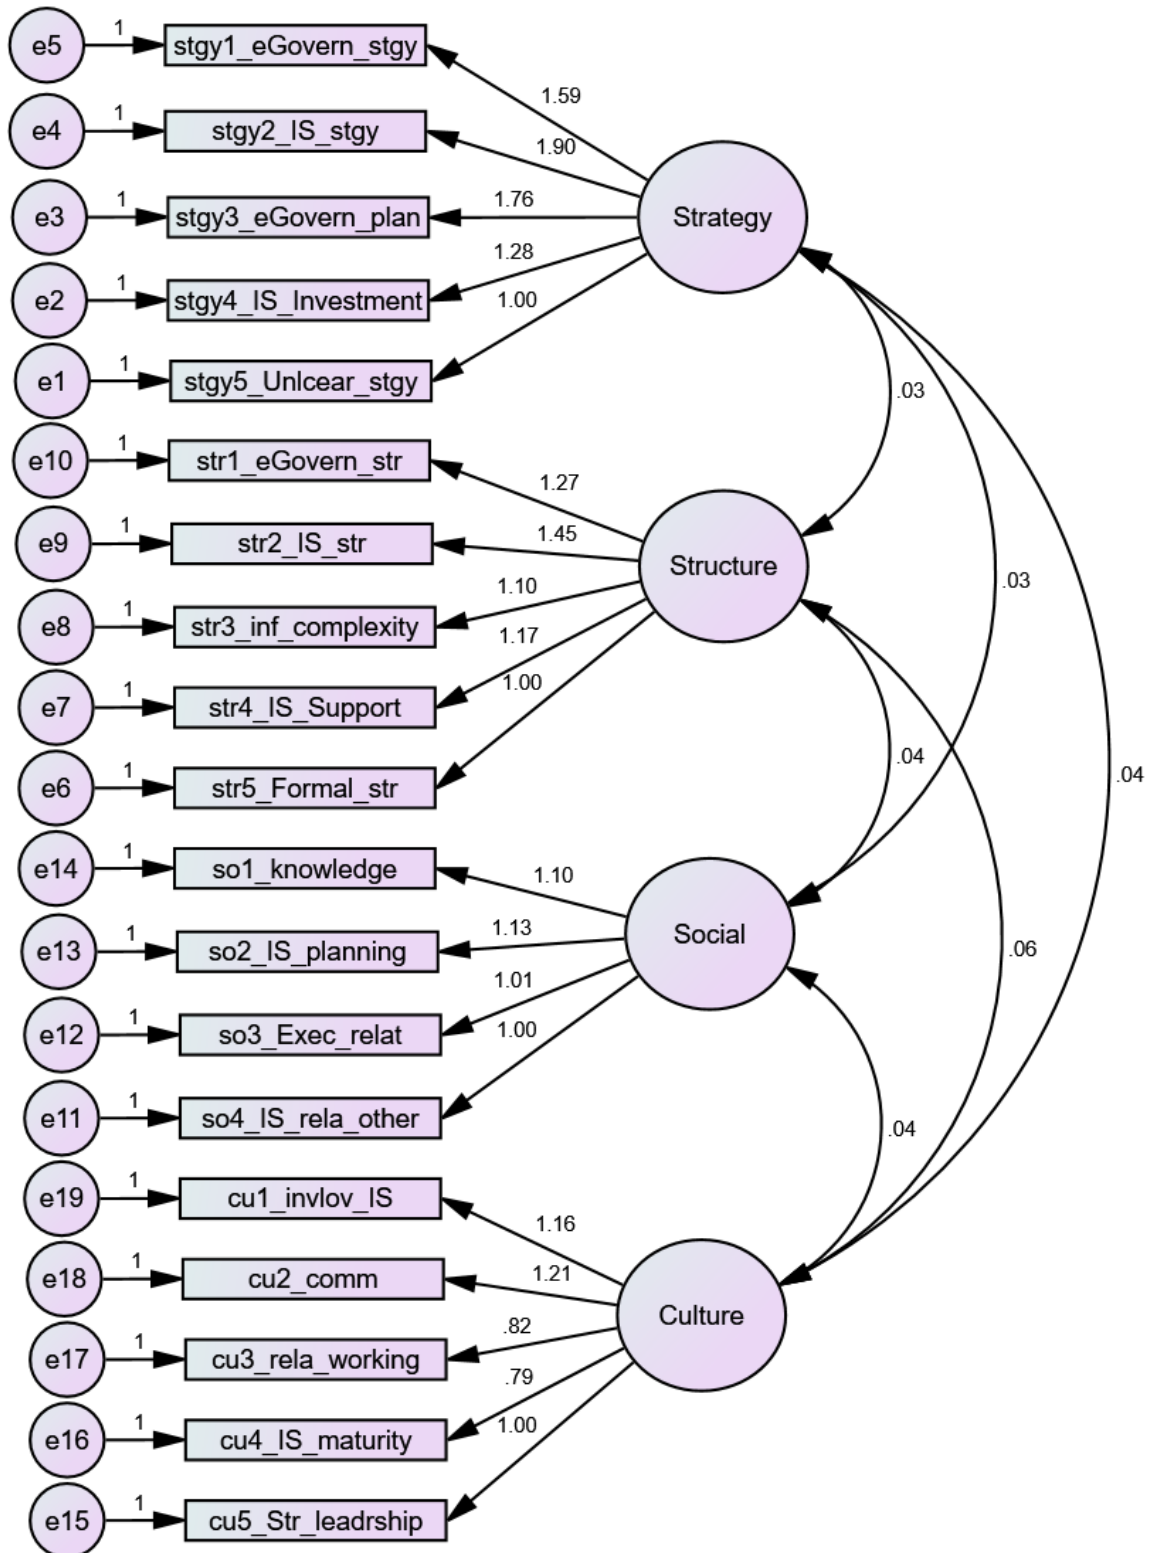 e5 1 stgy1_eGovern_stgy
1.59
e4 1 stgy2_IS_stgy
1.90
e3 1 stgy3_eGovern_plan
1.76
Strategy
e2 1 stgy4_IS_Investment
1.28
e1 1 stgy5_Unlcear_stgy
1.00
.03
e10 1 str1_eGovern_str
1.27
e9 1 str2_IS_str
1.45
Structure
.03
e8 1 str3_inf_complexity
1.10
e7 1 str4_IS_Support
1.17
e6 1 str5_Formal_str
1.00
.04
.04
e14 1 so1_knowledge
1.10
e13 1 so2_IS_planning
1.13
Social
.06
e12 1 so3_Exec_relat
1.01
e11 1 so4_IS_rela_other
1.00
.04
e19 1 cu1_invlov_IS
1.16
e18 1 cu2_comm
1.21
Culture
e17 1 cu3_rela_working
.82
e16 1 cu4_IS_maturity
.79
e15 1 cu5_Str_leadrship
1.00